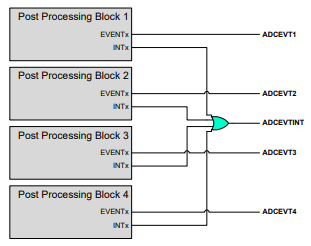 Post Processing Block 1
EVENTx
ADCEVT1
INTx
Post Processing Block 2
EVENTx
ADCEVT2
INTx
ADCEVTINT
Post Processing Block 3
EVENTx
ADCEVT3
INTx
Post Processing Block 4
EVENTx
ADCEVT4
INTx